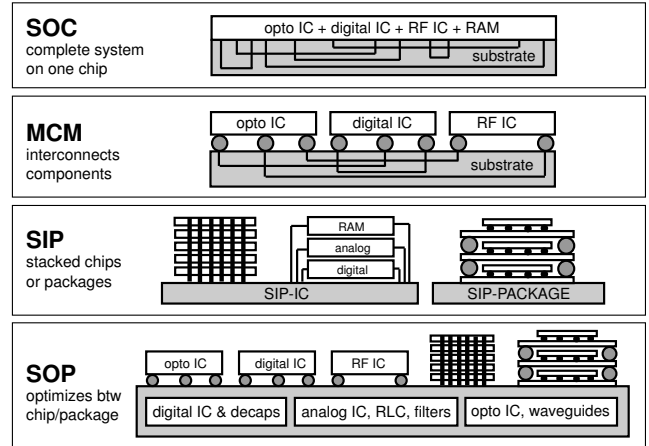 SOC
complete system
on one chip
opto IC + digital IC + RF IC + RAM
substrate
MCM
interconnects
components
opto IC
digital IC
RF IC
substrate
SIP
stacked chips
or packages
RAM
analog
digital
SIP-IC
SIP-PACKAGE
SOP
optimizes btw
chip/package
opto IC
digital IC
RF IC
digital IC & decaps
analog IC, RLC, filters
opto IC, waveguides